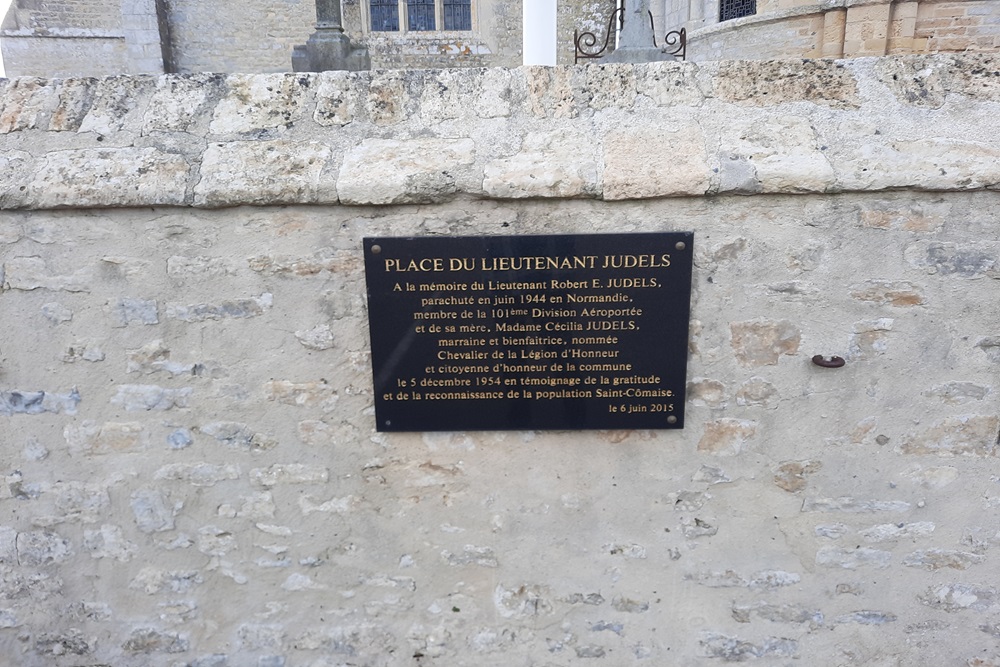 PLACE DU LIEUTENANT JUDELS
A la mémoire du Lieutenant Robert E. JUDELS,
parachuté en juin 1944 en Normandie,
membre de la 101ème Division Aéroportée
et de sa mère, Madame Cécilia JUDELS,
marraine et bienfaitrice, nommée
Chevalier de la Légion d'Honneur
et citoyenne d'honneur de la commune
le 5 décembre 1954 en témoignage de la gratitude
et de la reconnaissance de la population Saint-Cômaise.
le 6 juin 2015